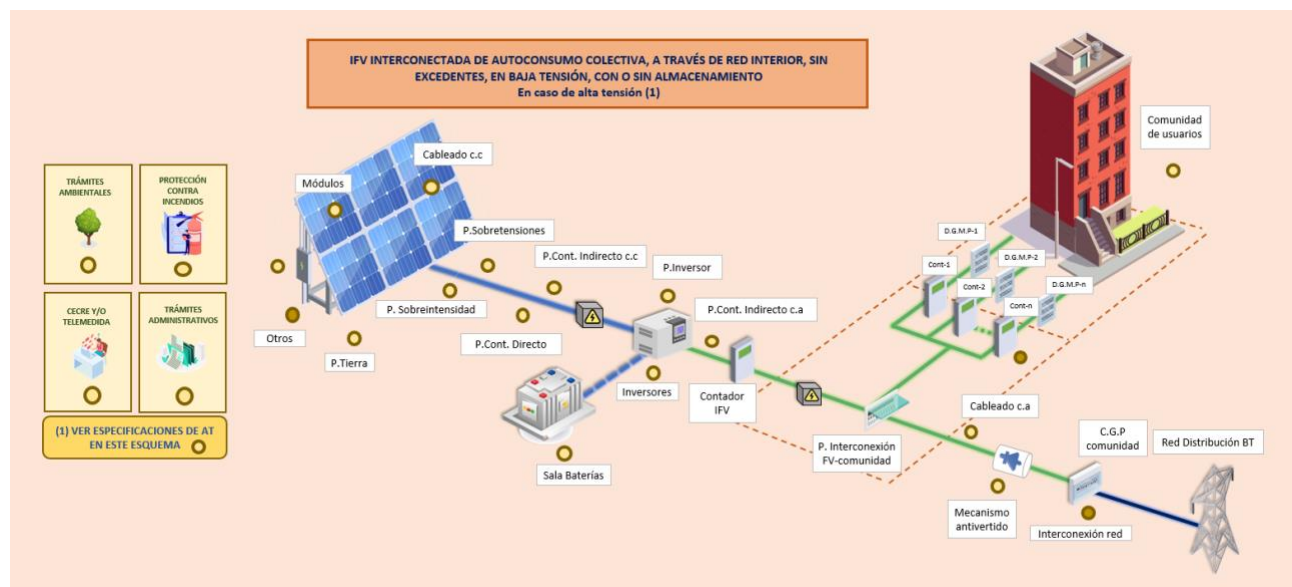 IFV INTERCONECTADA DE AUTOCONSUMO COLECTIVA, A TRAVÉS DE RED INTERIOR, SIN
EXCEDENTES, EN BAJA TENSIÓN, CON O SIN ALMACENAMIENTO
En caso de alta tensión (1)
TRÁMITES
AMBIENTALES
PROTECCIÓN
CONTRA
INCENDIOS
CECRE Y/O
TELEMEDIDA
TRÁMITES
ADMINISTRATIVOS
(1) VER ESPECIFICACIONES DE AT
EN ESTE ESQUEMA
Cableado c.c
Módulos
P.Sobretensiones
P.Cont. Indirecto c.c
P.Inversor
P. Sobreintensidad
P.Cont. Indirecto c.a
Otros
P.Tierra
P.Cont. Directo
Inversores
Contador
IFV
Sala Baterías
Comunidad
de usuarios
D.G.M.P-1
Cont-1
D.G.M.P-2
Cont-2
D.G.M.P-n
Cont-n
Cableado c.a
P. Interconexión
FV-comunidad
C.G.P
comunidad
Red Distribución BT
Mecanismo
antivertido
Interconexión red